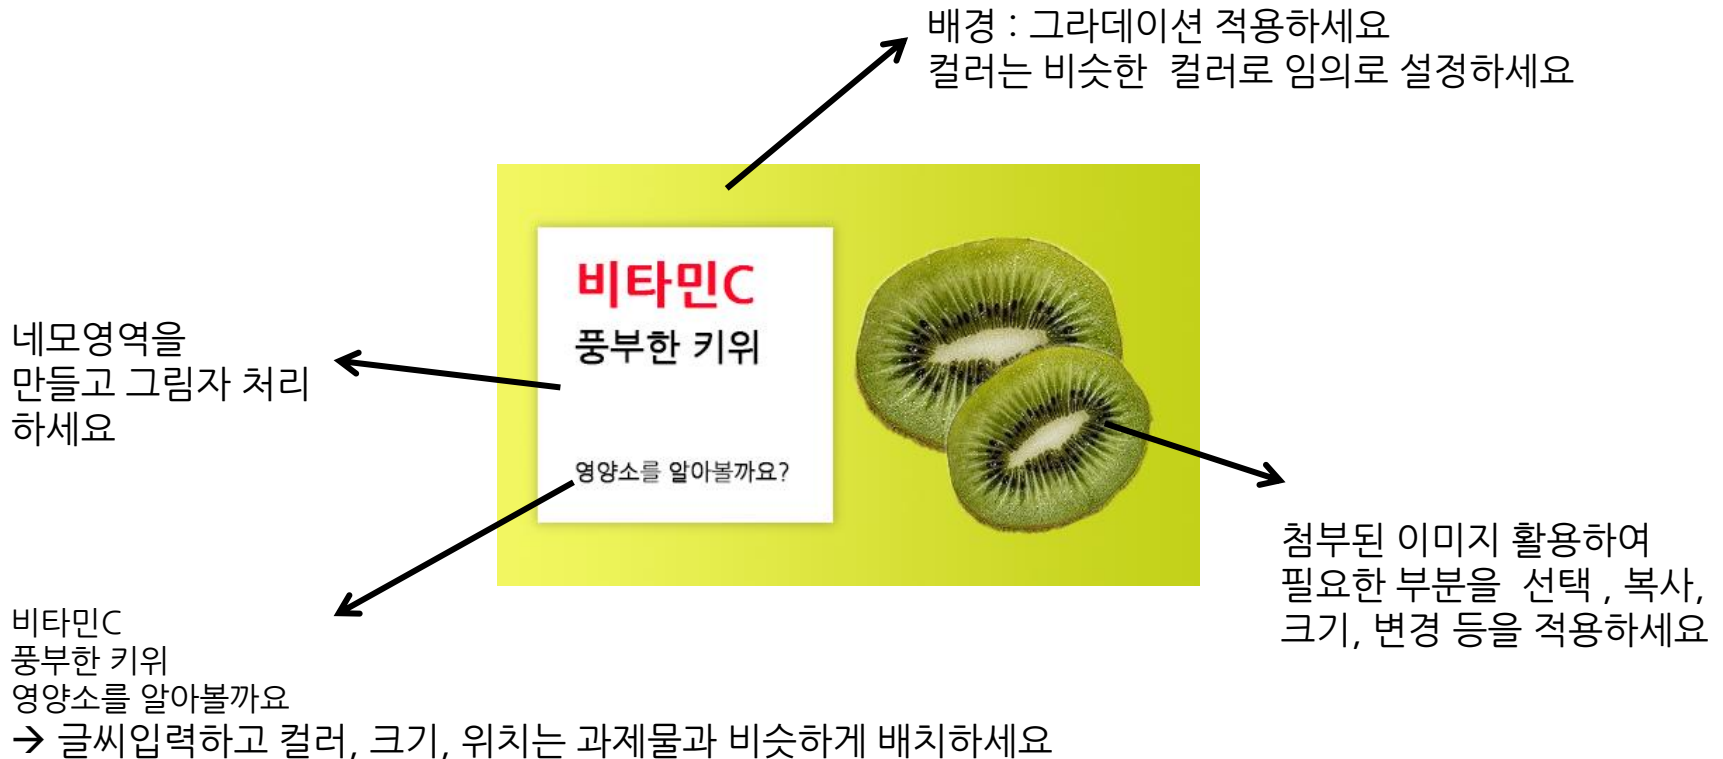 배경 : 그라데이션 적용하세요
컬러는 비슷한 컬러로 임의로 설정하세요
비타민C
풍부한 키위
영양소를 알아볼까요?
네모영역을
만들고 그림자 처리
하세요
첨부된 이미지 활용하여
필요한 부분을 선택 , 복사,
크기, 변경 등을 적용하세요
비타민C
풍부한 키위
영양소를 알아볼까요
→ 글씨입력하고 컬러, 크기, 위치는 과제물과 비슷하게 배치하세요